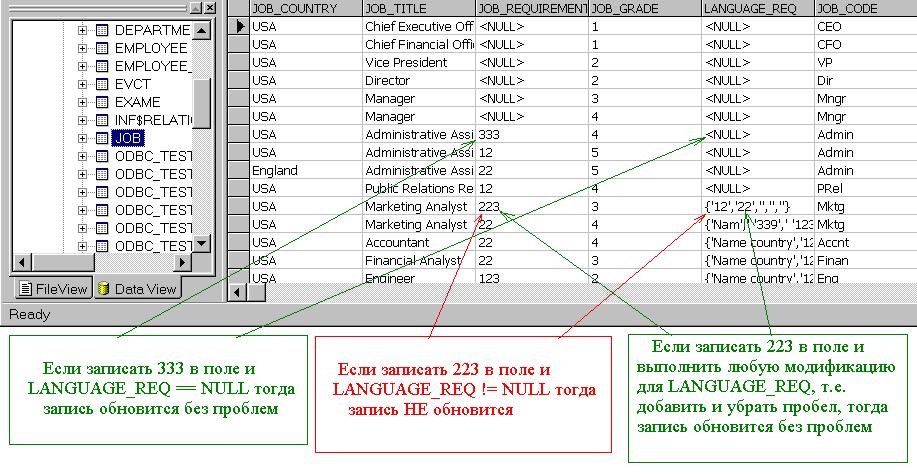 JOB_COUNTRY JOB_TITLE JOB_REQUIREMENT JOB_GRADE LANGUAGE_REQ JOB_CODE
DEPARTME
EMPLOYEE
EMPLOYEE_
EVCT
EXAME
INF$RELATI
JOB
ODBC_TEST
ODBC_TEST
ODBC_TEST
ODBC_TEST
ODBC_TEST
ODBC_TEST
USA Chief Executive Offi <NULL> 1 <NULL> CEO
USA Chief Financial Offi <NULL> 1 <NULL> CFO
USA Vice President <NULL> 2 <NULL> VP
USA Director <NULL> 2 <NULL> Dir
USA Manager <NULL> 3 <NULL> Mngr
USA Manager <NULL> 4 <NULL> Mngr
USA Administrative Assi 333 4 <NULL> Admin
USA Administrative Assi 12 5 <NULL> Admin
England Administrative Assi 22 5 <NULL> Admin
USA Public Relations Re 12 4 <NULL> PRel
USA Marketing Analyst 223 3 {'12','22','','',''} Mktg
USA Marketing Analyst 22 4 Mktg
USA Accountant 22 4 {'Name country','12 Accnt
USA Financial Analyst 22 3 {'Name country','12 Finan
USA Engineer 123 2 {'Name country','12 Eng
FileView Data View
Ready
Если записать 333 в поле и
LANGUAGE_REQ == NULL тогда
запись обновится без проблем
Если записать 223 в поле и
LANGUAGE_REQ != NULL тогда
запись НЕ обновится
Если записать 223 в поле и
выполнить любую модификацию
для LANGUAGE_REQ, т.е.
добавить и убрать пробел, тогда
запись обновится без проблем